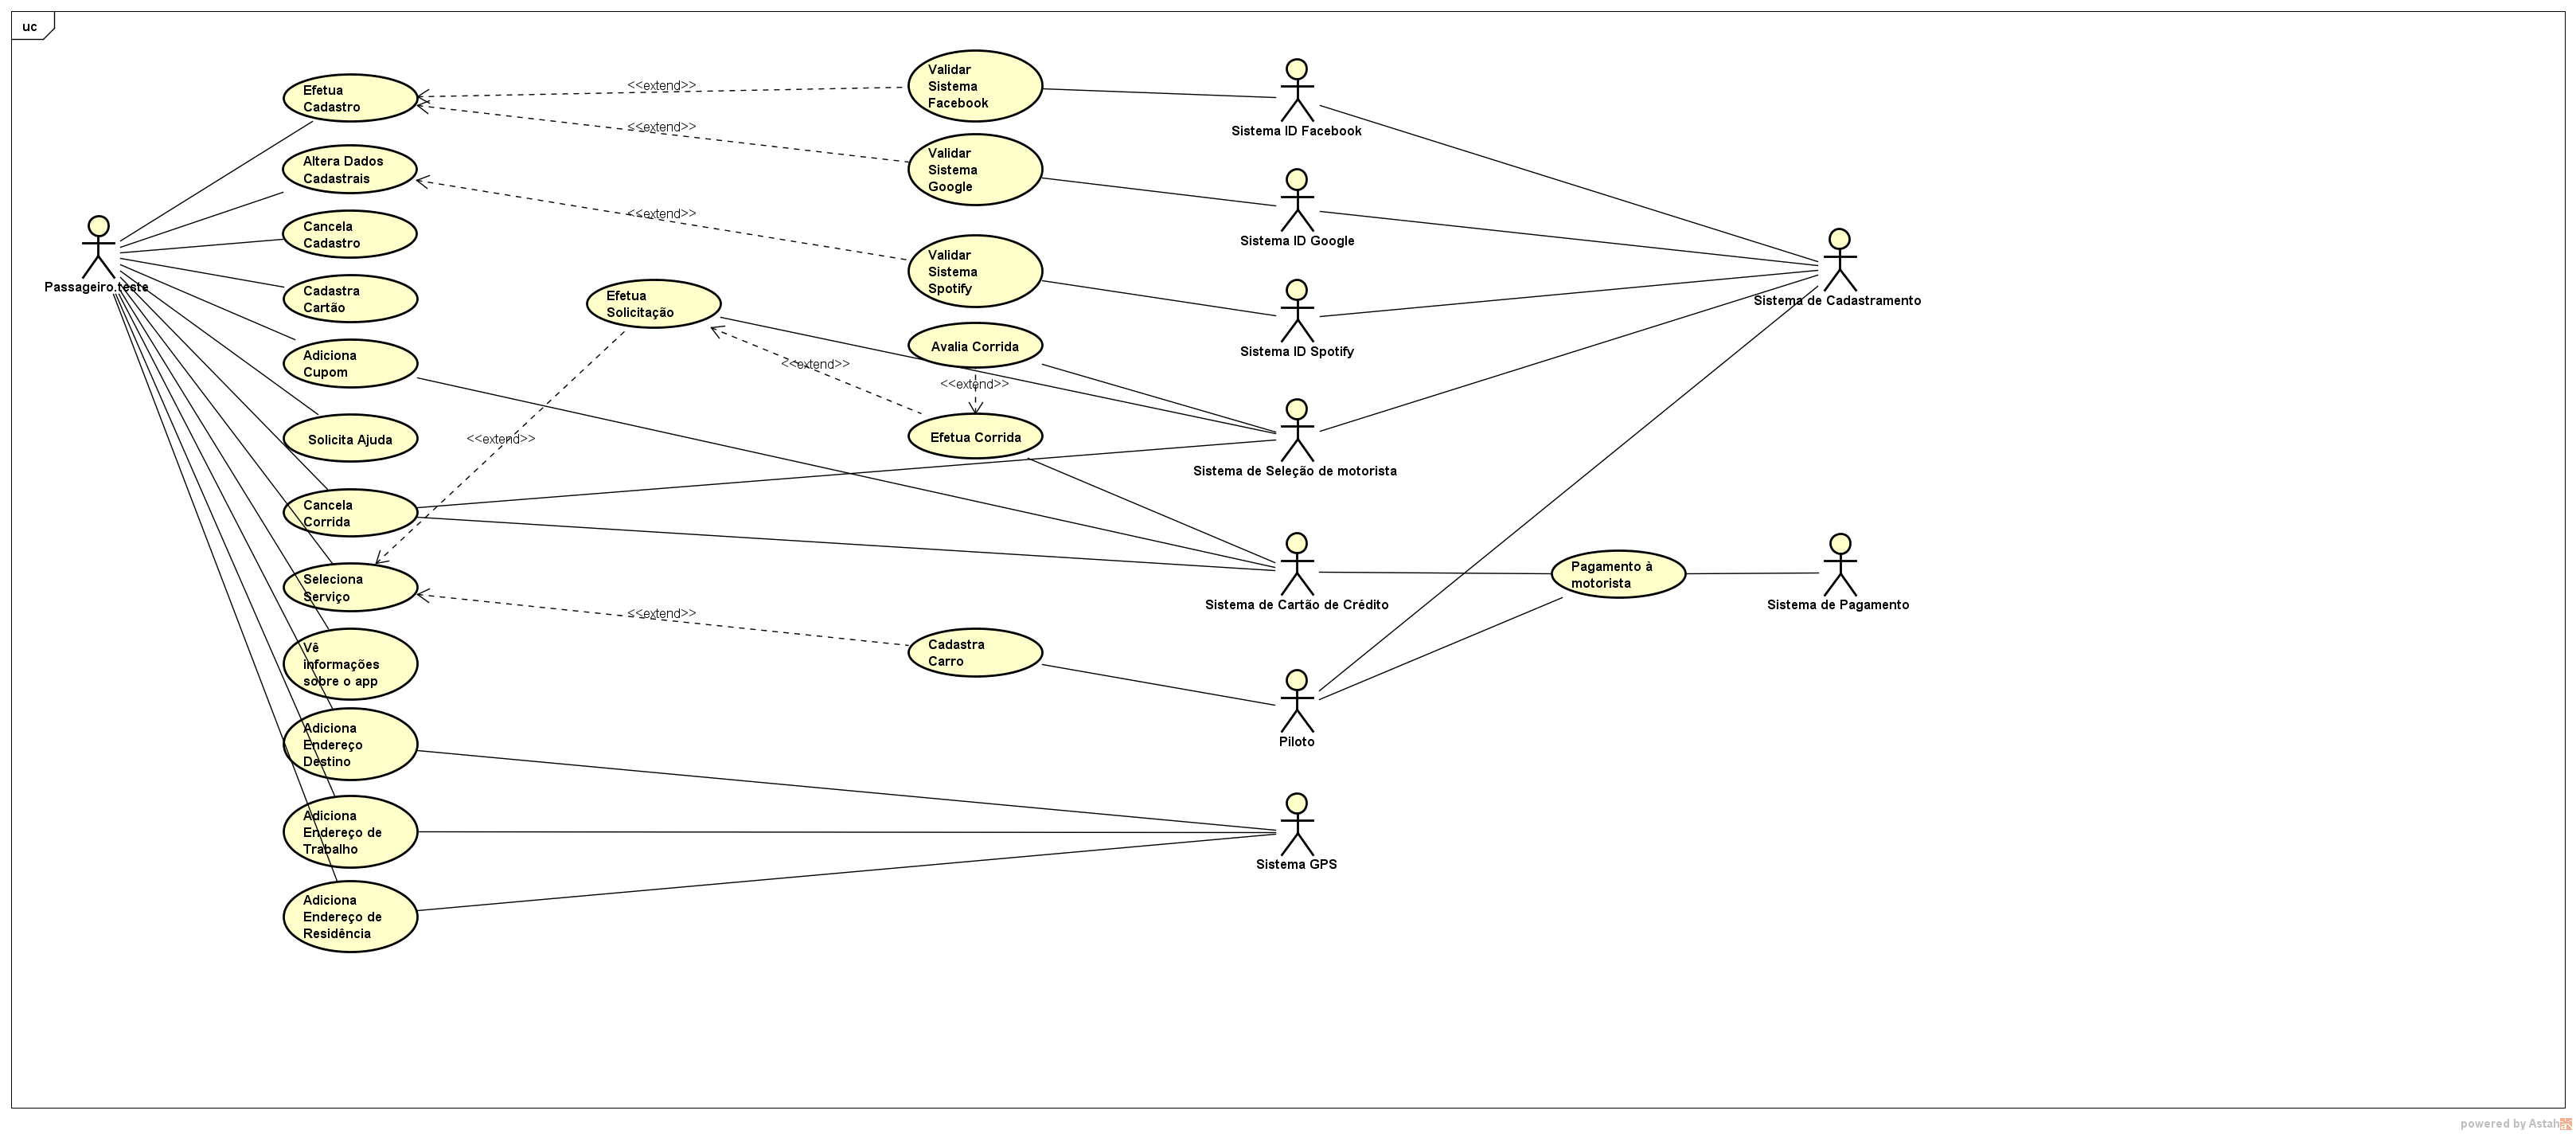 uc
Efetua
Cadastro
Altera Dados
Cadastrais
Cancela
Cadastro
Passageiro.teste
Cadastra
Cartão
Adiciona
Cupom
Solicita Ajuda
Cancela
Corrida
Seleciona
Serviço
Vê
informações
sobre o app
Adiciona
Endereço
Destino
Adiciona
Endereço de
Trabalho
Adiciona
Endereço de
Residência
<<extend>>
<<extend>>
<<extend>>
Efetua
Solicitação
<<extend>>
<<extend>>
<<extend>>
<<extend>>
Validar
Sistema
Facebook
Validar
Sistema
Google
Validar
Sistema
Spotify
Avalia Corrida
Efetua Corrida
Cadastra
Carro
Sistema ID Facebook
Sistema ID Google
Sistema ID Spotify
Sistema de Seleção de motorista
Sistema de Cartão de Crédito
Piloto
Sistema GPS
Pagamento à
motorista
Sistema de Cadastramento
Sistema de Pagamento
powered by Astah